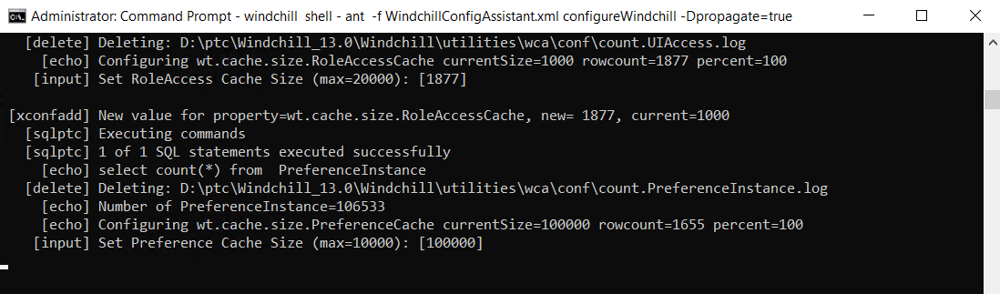 Administrator: Command Prompt - windchill  shell - ant  -f WindchillConfigAssistant.xml configureWindchill -Dpropagate=true
[delete] Deleting: D:\ptc\Windchill_13.0\Windchill\utilities\wca\conf\count.UIAccess.log
[echo] Configuring wt.cache.size.RoleAccessCache currentSize=1000 rowcount=1877 percent=100
[input] Set RoleAccess Cache Size (max=20000): [1877]
[xconfadd] New value for property=wt.cache.size.RoleAccessCache, new= 1877, current=1000
[sqlptc] Executing commands
[sqlptc] 1 of 1 SQL statements executed successfully
[echo] select count(*) from  PreferenceInstance
[delete] Deleting: D:\ptc\Windchill_13.0\Windchill\utilities\wca\conf\count.PreferenceInstance.log
[echo] Number of PreferenceInstance=106533
[echo] Configuring wt.cache.size.PreferenceCache currentSize=100000 rowcount=1655 percent=100
[input] Set Preference Cache Size (max=10000): [100000]